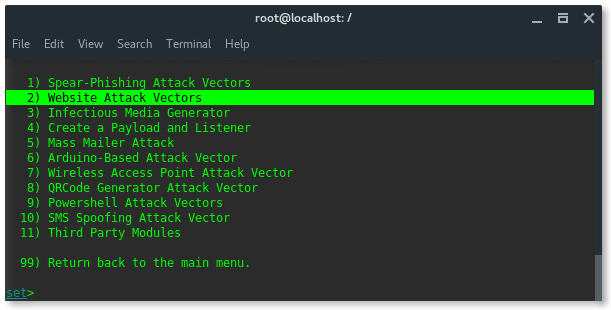 root@localhost: /
File Edit View Search Terminal Help
1) Spear-Phishing Attack Vectors
2) Website Attack Vectors
3) Infectious Media Generator
4) Create a Payload and Listener
5) Mass Mailer Attack
6) Arduino-Based Attack Vector
7) Wireless Access Point Attack Vector
8) QRCode Generator Attack Vector
9) Powershell Attack Vectors
10) SMS Spoofing Attack Vector
11) Third Party Modules
99) Return back to the main menu.
set>